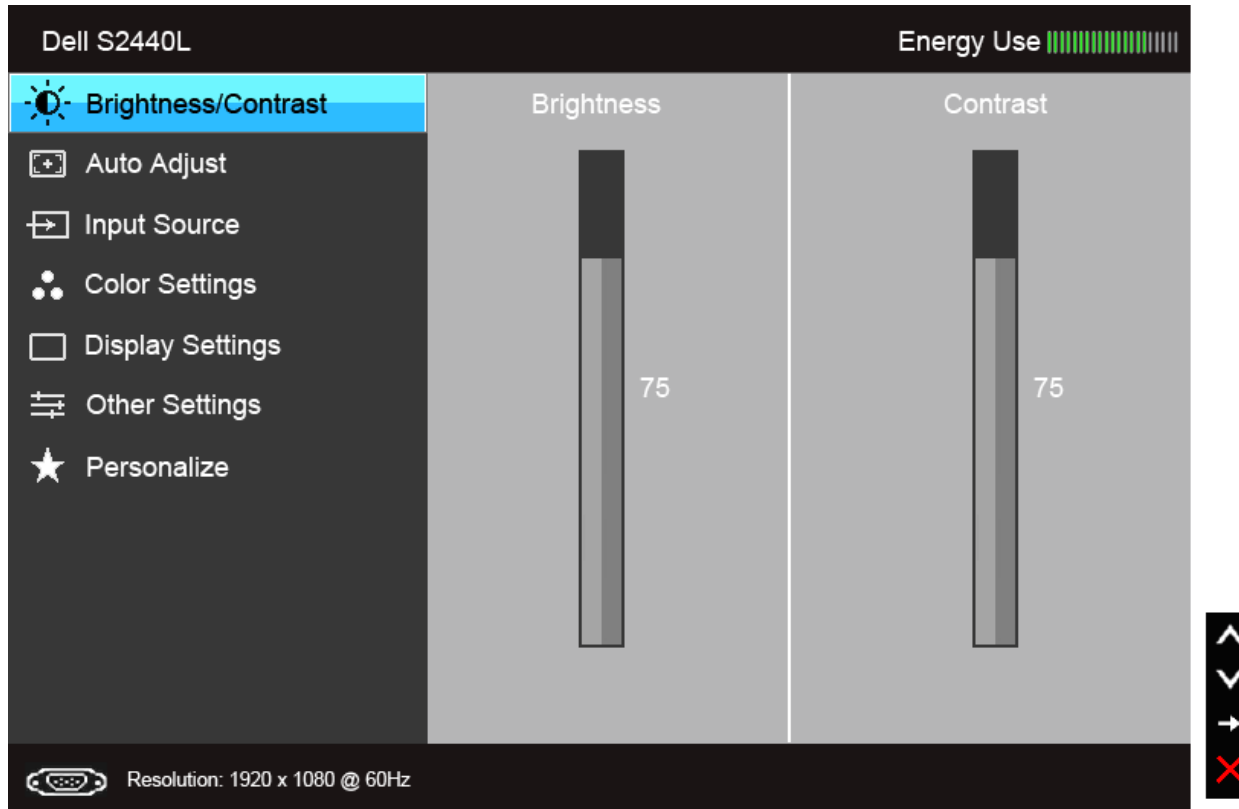 Dell S2440L
Energy Use
Brightness/Contrast
Auto Adjust
Input Source
Color Settings
Display Settings
Other Settings
Personalize
Brightness
75
Contrast
75
Resolution: 1920 x 1080 @ 60Hz